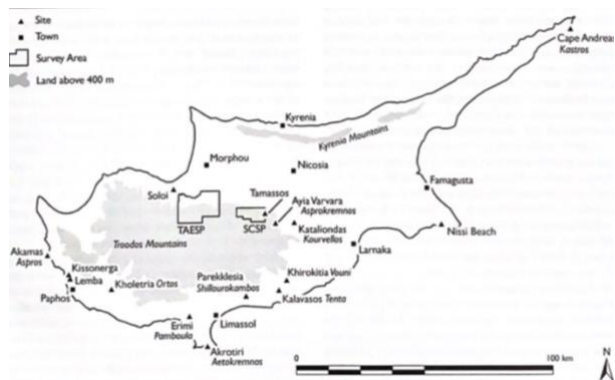 Site
Town
Survey Area
Land above 400 m
Cape Andreas
Kastros
Kyrenia
Kyrenia Mountains
Morphou
Nicosia
Soloi
Tamassos
Famagusta
Ayia Varvara
Asprokremnos
TAESP
SCSP
Kataliondas
Kourvellos
Nissi Beach
Troodos Mountains
Larnaka
Akamas
Aspros
Kissonerga
Lemba
Paphos
Kholetria Ortos
Parekklesia
Shillourokambos
Khirokitia Vouni
Kalavasos Tenta
Erimi
Pamboula
Limassol
Akrotiri
Aetokremnos
0
100 km
N